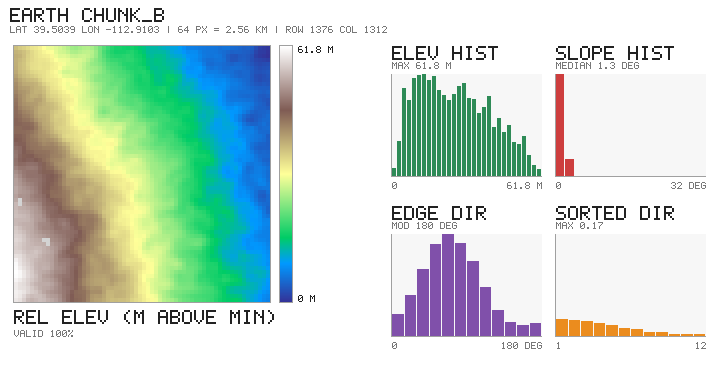 EARTH CHUNK_B
LAT 39.5039 LON -112.9103 | 64 PX = 2.56 KM | ROW 1376 COL 1312
61.8 M
0 M
REL ELEV (M ABOVE MIN)
VALID 100%
ELEV HIST
MAX 61.8 M
0 61.8 M
SLOPE HIST
MEDIAN 1.3 DEG
0 32 DEG
EDGE DIR
MOD 180 DEG
0 180 DEG
SORTED DIR
MAX 0.17
1 12